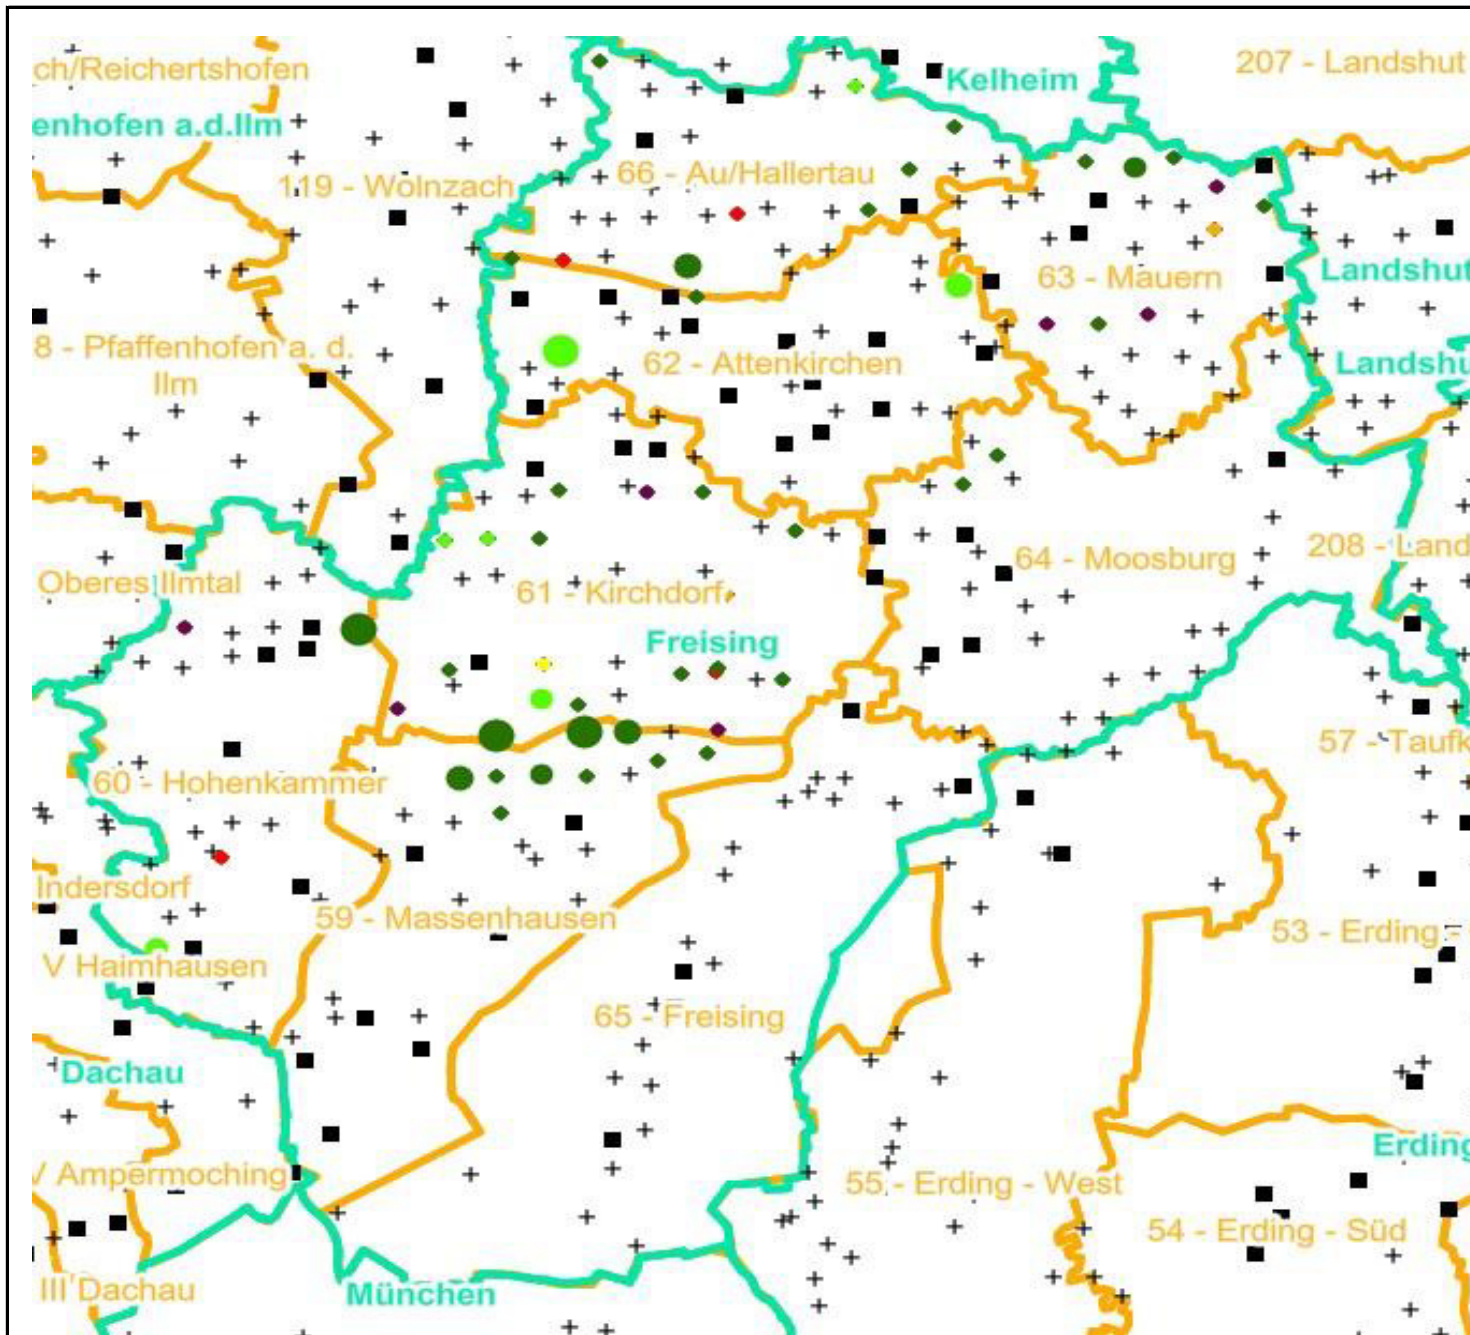 ch/Reichertshofen
207 - Landshut
Kelheim
enhofen a.d.Ilm
119 - Wolnzach
66 - Au/Hallertau
63 - Mauern
Landshut
8 - Pfaffenhofen a. d.
Ilm
62 - Attenkirchen
Landshu
64 - Moosburg
208 - Land
Oberes Ilmtal
61 - Kirchdorf
Freising
57 - Taufk
60 - Hohenkammer
Indersdorf
59 - Massenhausen
53 - Erding -
V Haimhausen
65 - Freising
Dachau
Erding
V Ampermoching
55 - Erding - West
54 - Erding - Süd
III Dachau
München